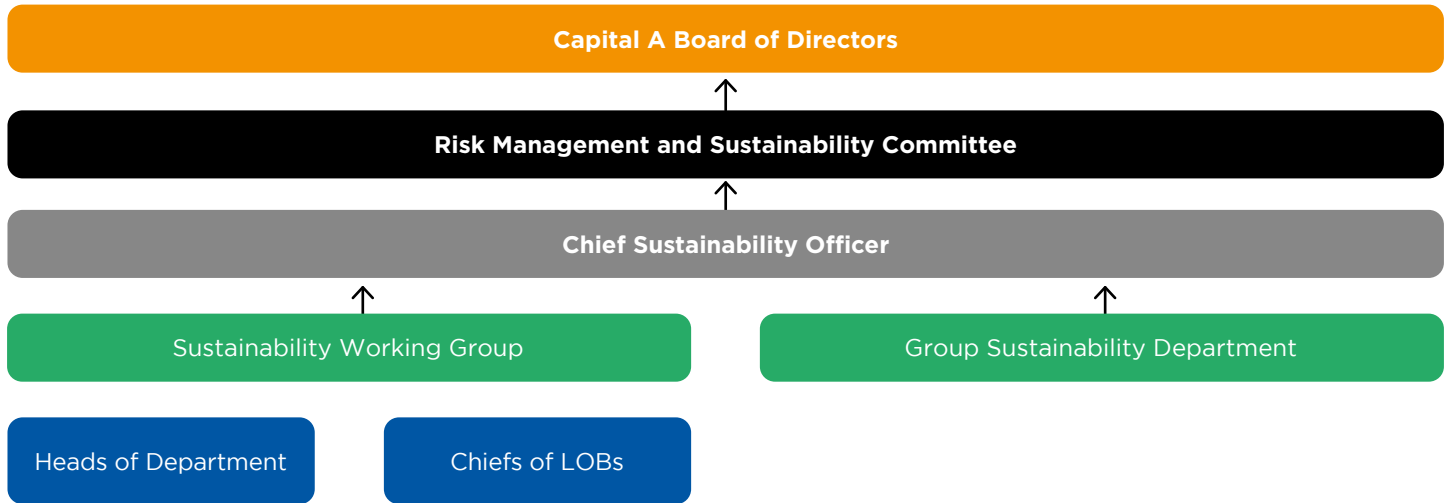 Capital A Board of Directors
Risk Management and Sustainability Committee
Chief Sustainability Officer
Sustainability Working Group
Group Sustainability Department
Heads of Department
Chiefs of LOBs